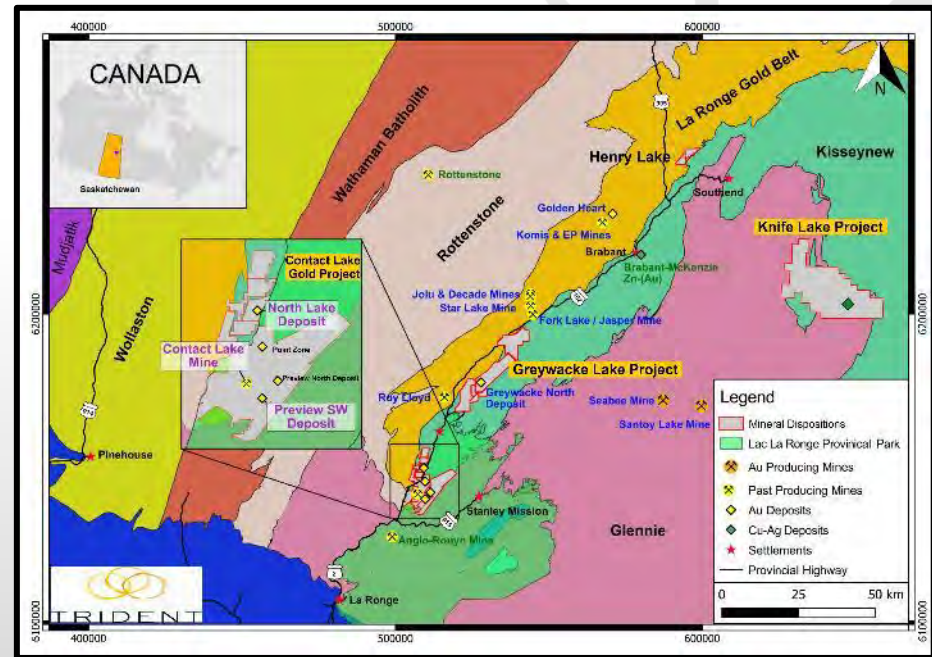 400000
500000
600000
CANADA
Saskatchewan
N
305
La Ronge Gold Belt
Wathaman Batholith
Henry Lake
Kisseynew
Southend
Rottenstone
Golden Heart
Komis & EP Mines
Knife Lake Project
Mudjatik
Rottenstone
Brabant
Brabant-McKenzie
Zn-(Au)
Contact Lake
Gold Project
Wollaston
North Lake
Deposit
Jolu & Decade Mines
Star Lake Mine
Fork Lake / Jasper Mine
6200000
6200000
Contact Lake
Mine
Point Zone
Preview North Deposit
Preview SW
Deposit
Greywacke Lake Project
Roy Lloyd
Greywacke North
Deposit
Seabee Mine
Santoy Lake Mine
914
Pinehouse
Stanley Mission
915
Glennie
Anglo-Rouyn Mine
2
La Ronge
TRIDENT
Legend
Mineral Dispositions
Lac La Ronge Provinical Park
Au Producing Mines
Past Producing Mines
Au Deposits
Cu-Ag Deposits
Settlements
Provincial Highway
0
25
50 km
6100000
6100000
400000
500000
600000